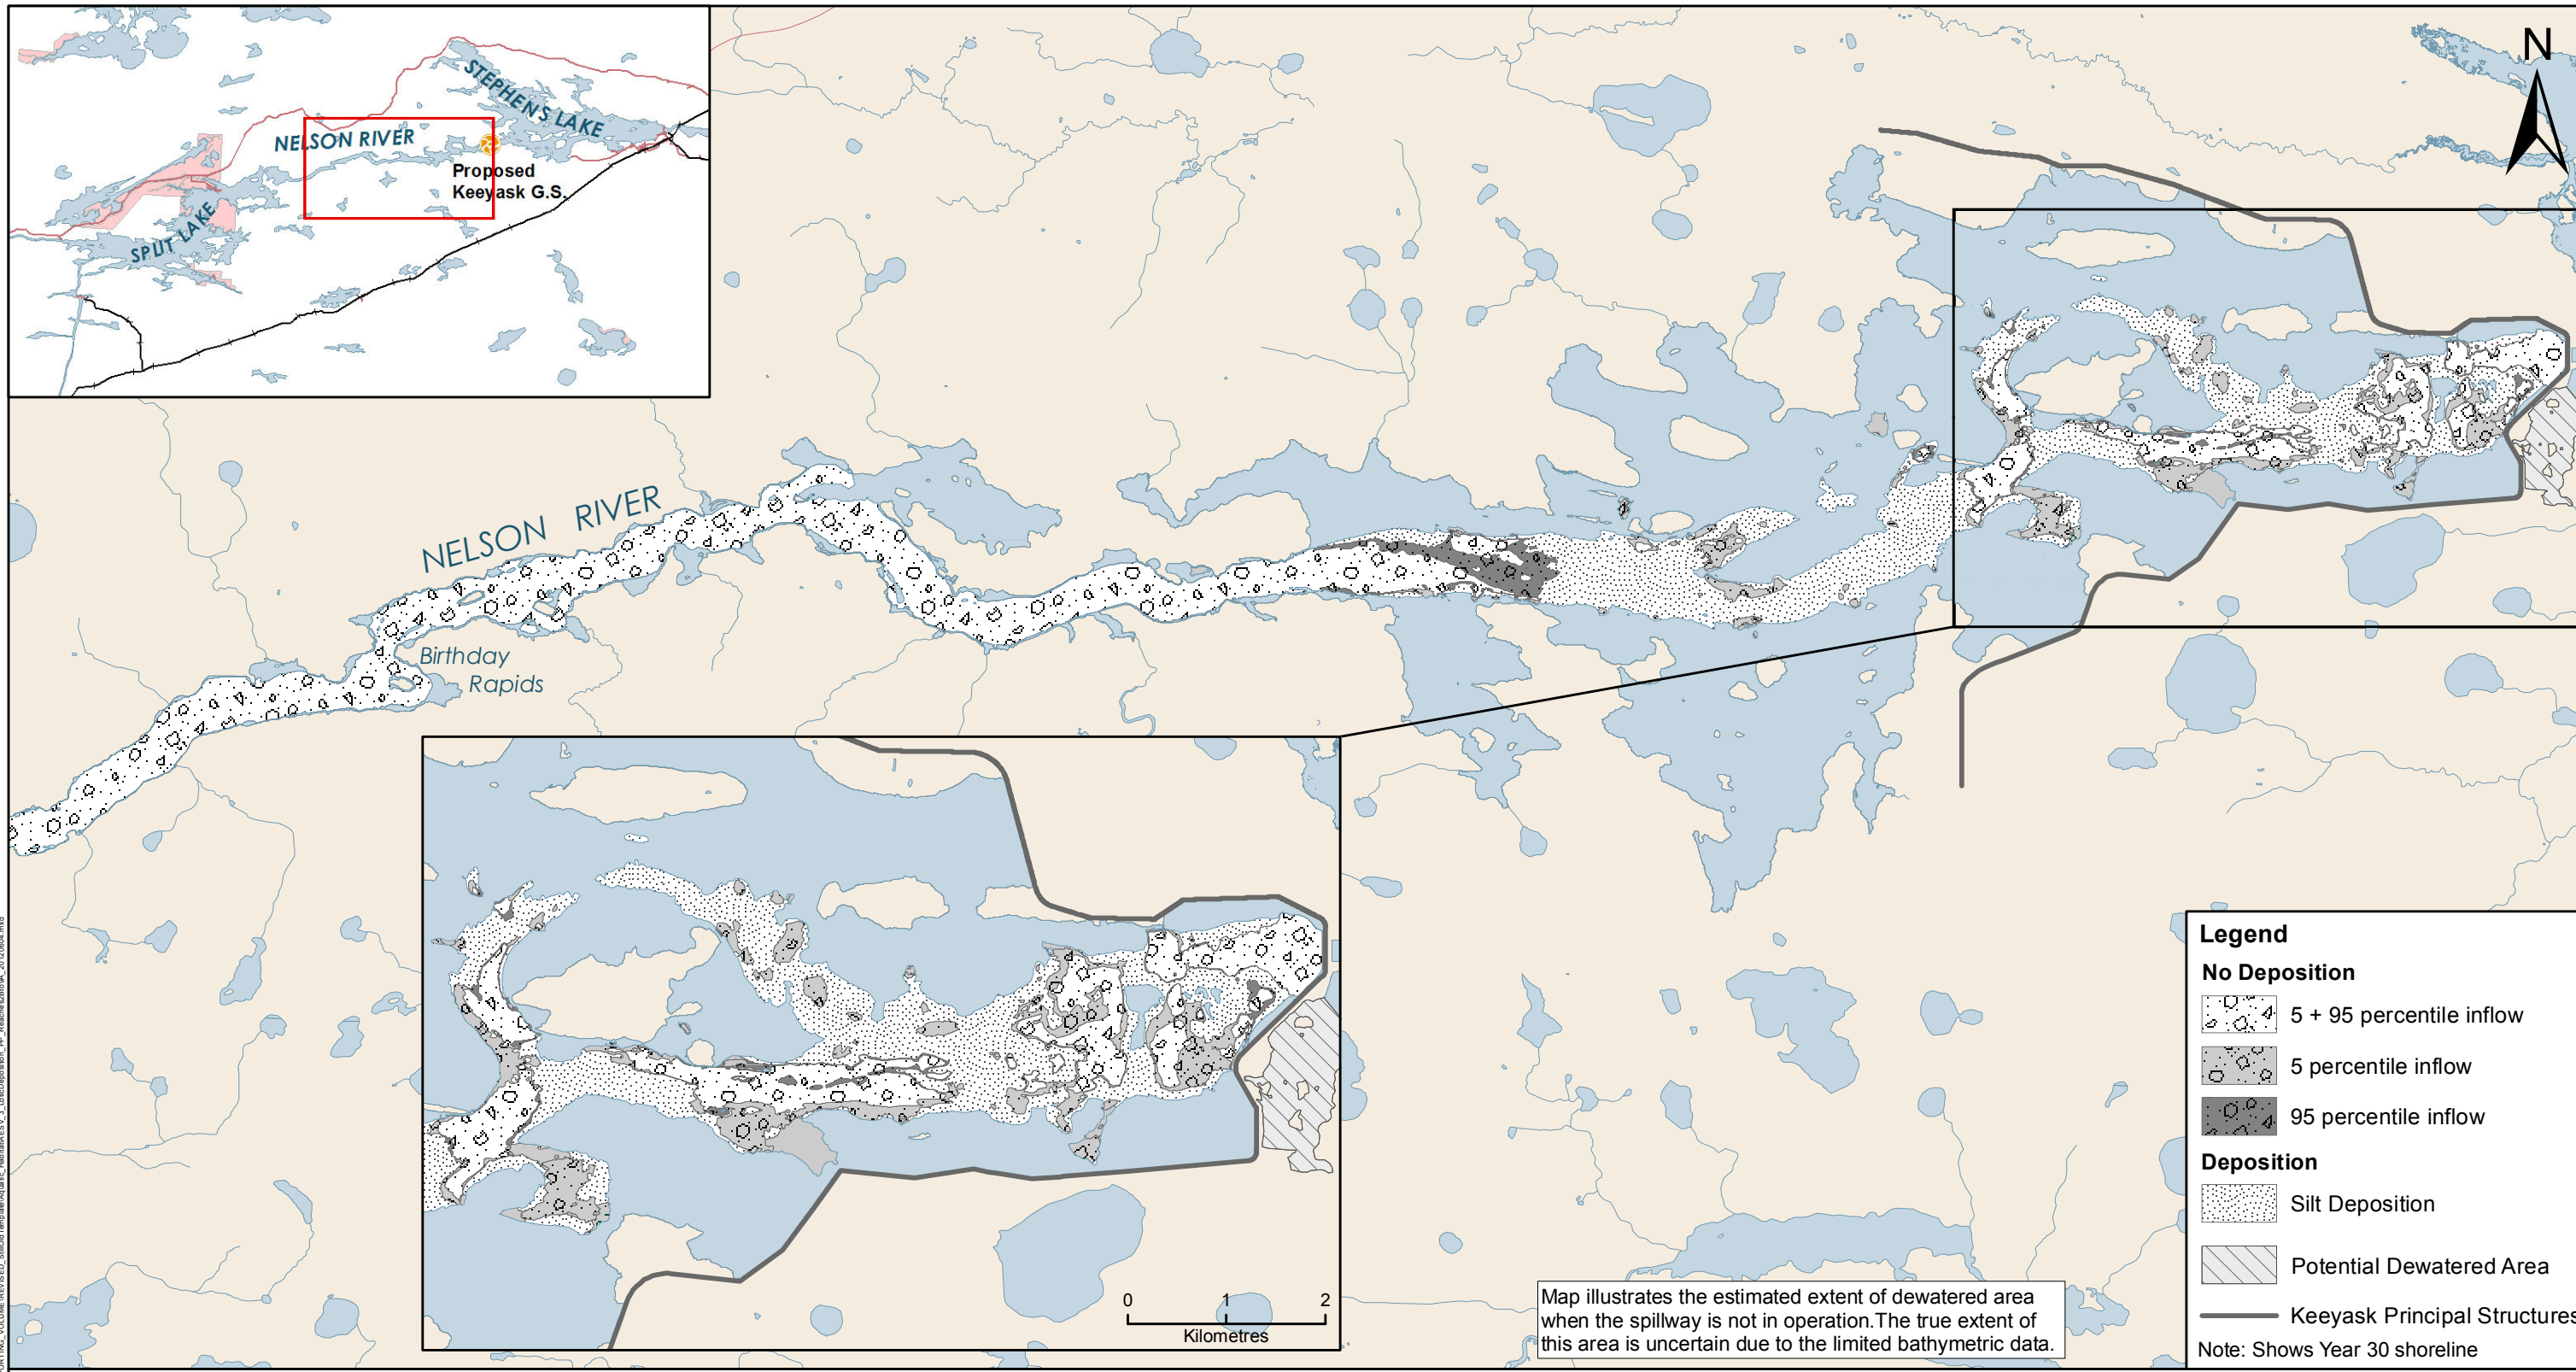 STEPHENS LAKE
NELSON RIVER
Proposed
Keeyask G.S.
SPLIT LAKE
N
NELSON RIVER
Birthday
Rapids
0 1 2
Kilometres
Map illustrates the estimated extent of dewatered area
when the spillway is not in operation.The true extent of
this area is uncertain due to the limited bathymetric data.
Legend
No Deposition
5 + 95 percentile inflow
5 percentile inflow
95 percentile inflow
Deposition
Silt Deposition
Potential Dewatered Area
Keeyask Principal Structures
Note: Shows Year 30 shoreline